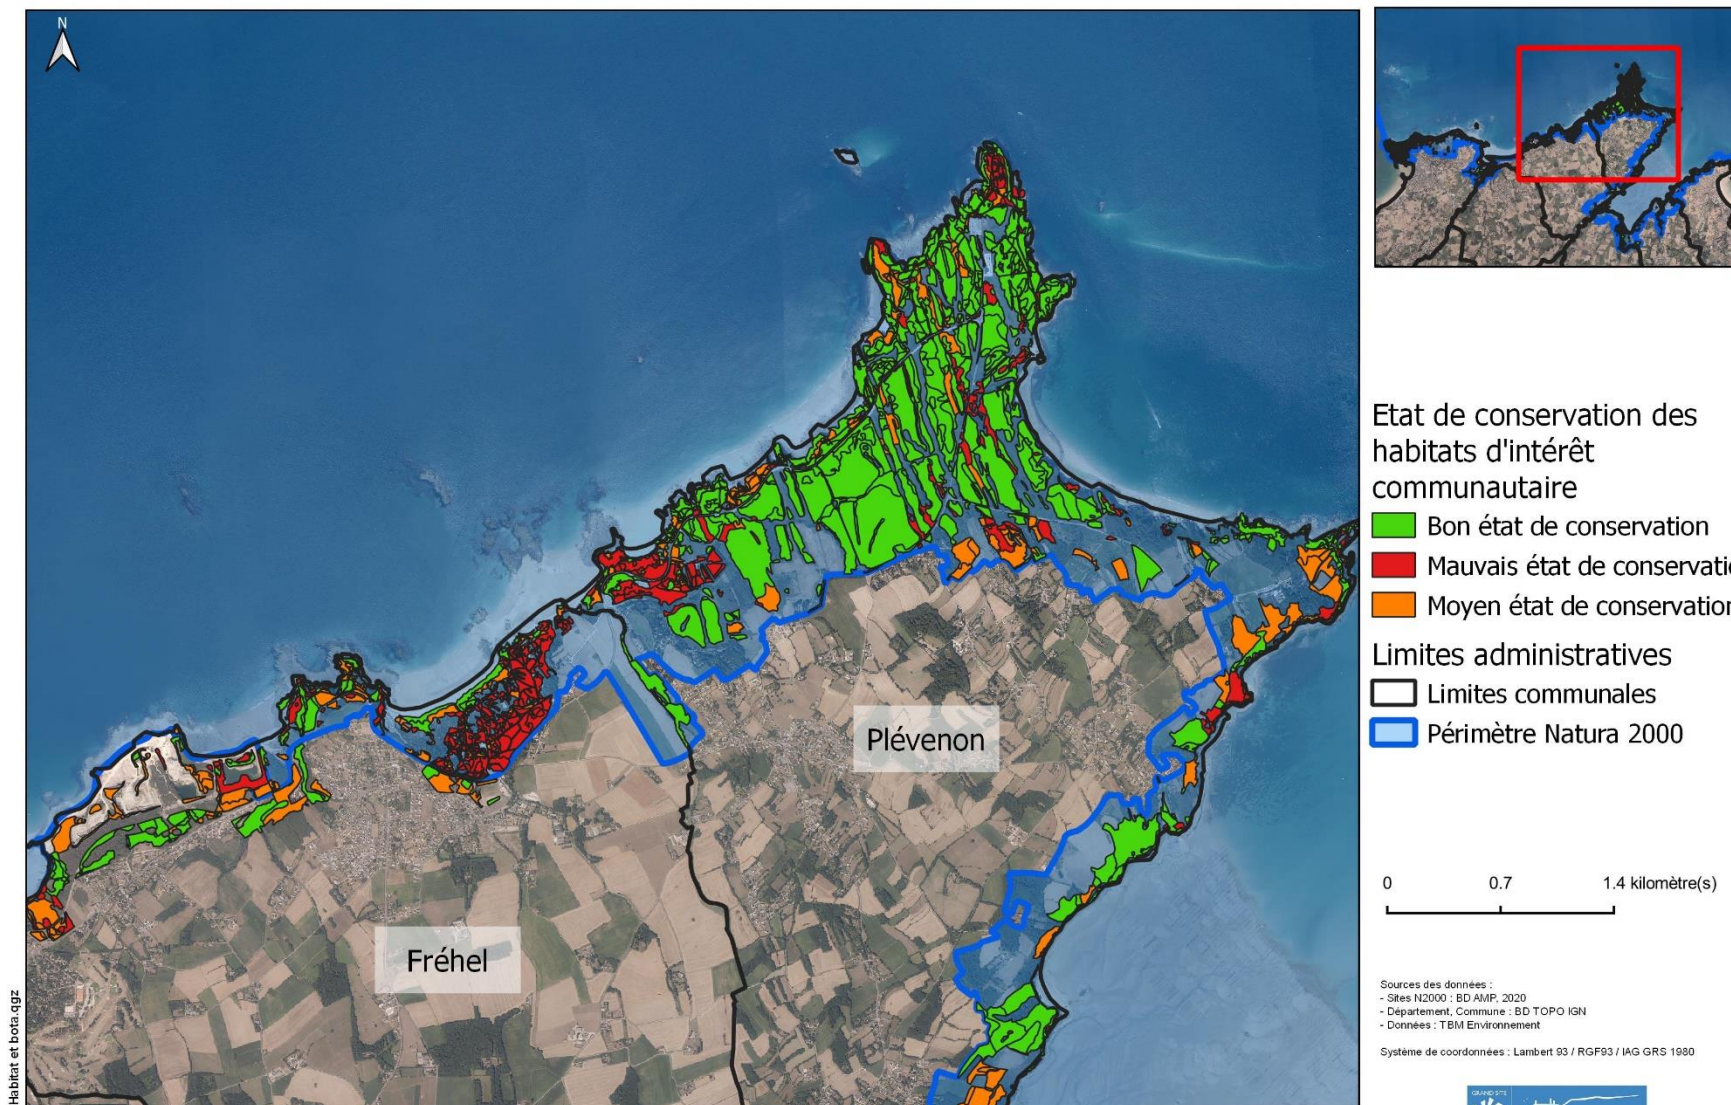 N
Plévenon
Fréhel
Habitat et bota.qgz
Etat de conservation des
habitats d'intérêt
communautaire
Bon état de conservation
Mauvais état de conservatio
Moyen état de conservation
Limites administratives
Limites communales
Périmètre Natura 2000
0 0.7 1.4 kilomètre(s)
Sources des données :
- Sites N2000 : BD AMP, 2020
- Département, Commune : BD TOPO IGN
- Données : TBM Environnement
Système de coordonnées : Lambert 93 / RGF93 / IAG GRS 1980
GRAND SITE